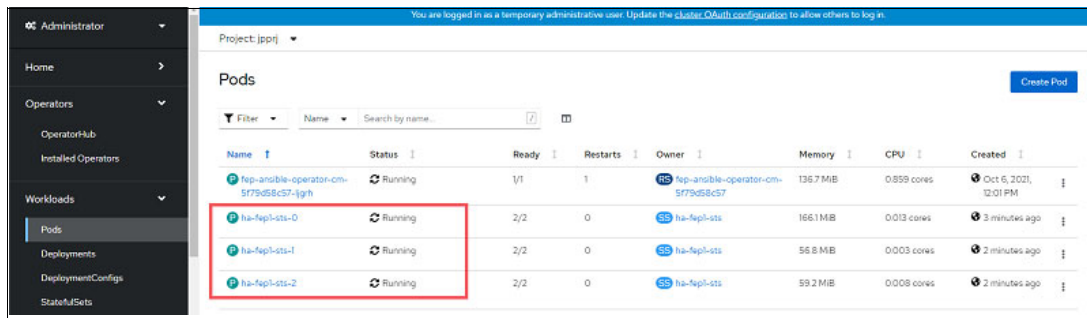 You are logged in as a temporary administrative user. Update the cluster OAuth configuration to allow others to log in.
Administrator
Project: jpprj
Home
Operators
OperatorHub
Installed Operators
Workloads
Pods
Deployments
DeploymentConfigs
StatefulSets
Pods
Create Pod
Filter
Name
Search by name...
/
Name Status Ready Restarts Owner Memory CPU Created
P fep-ansible-operator-cm-5f79d58c57-ljgrh Running 1/1 1 RS fep-ansible-operator-cm-5f79d58c57 136.7 MiB 0.859 cores Oct 6, 2021, 12:01 PM
P ha-fep1-sts-0 Running 2/2 0 SS ha-fep1-sts 166.1 MiB 0.013 cores 3 minutes ago
P ha-fep1-sts-1 Running 2/2 0 SS ha-fep1-sts 56.8 MiB 0.003 cores 2 minutes ago
P ha-fep1-sts-2 Running 2/2 0 SS ha-fep1-sts 59.2 MiB 0.008 cores 2 minutes ago